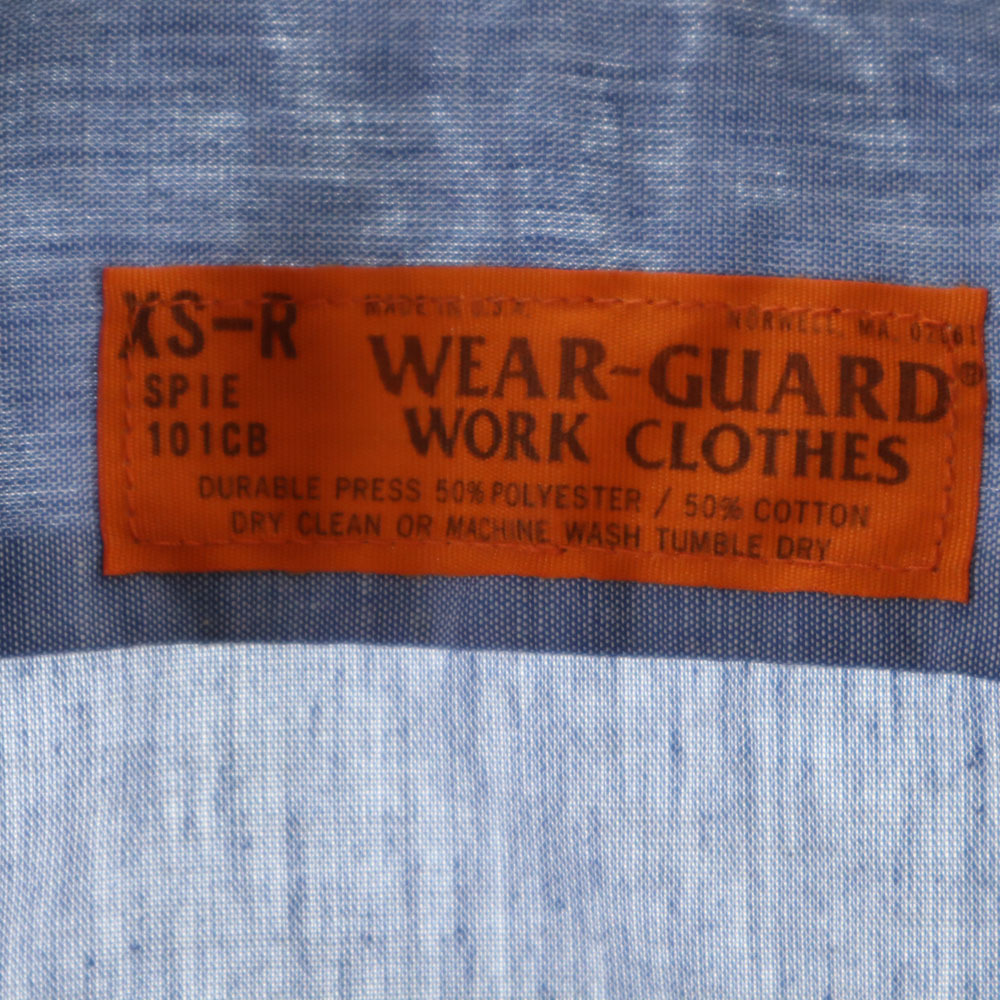 XS-R
SPIE
101CB
MADE IN U.S.A.
NORWELL, MA. 02061
WEAR-GUARD®
WORK CLOTHES
DURABLE PRESS 50% POLYESTER / 50% COTTON
DRY CLEAN OR MACHINE WASH TUMBLE DRY